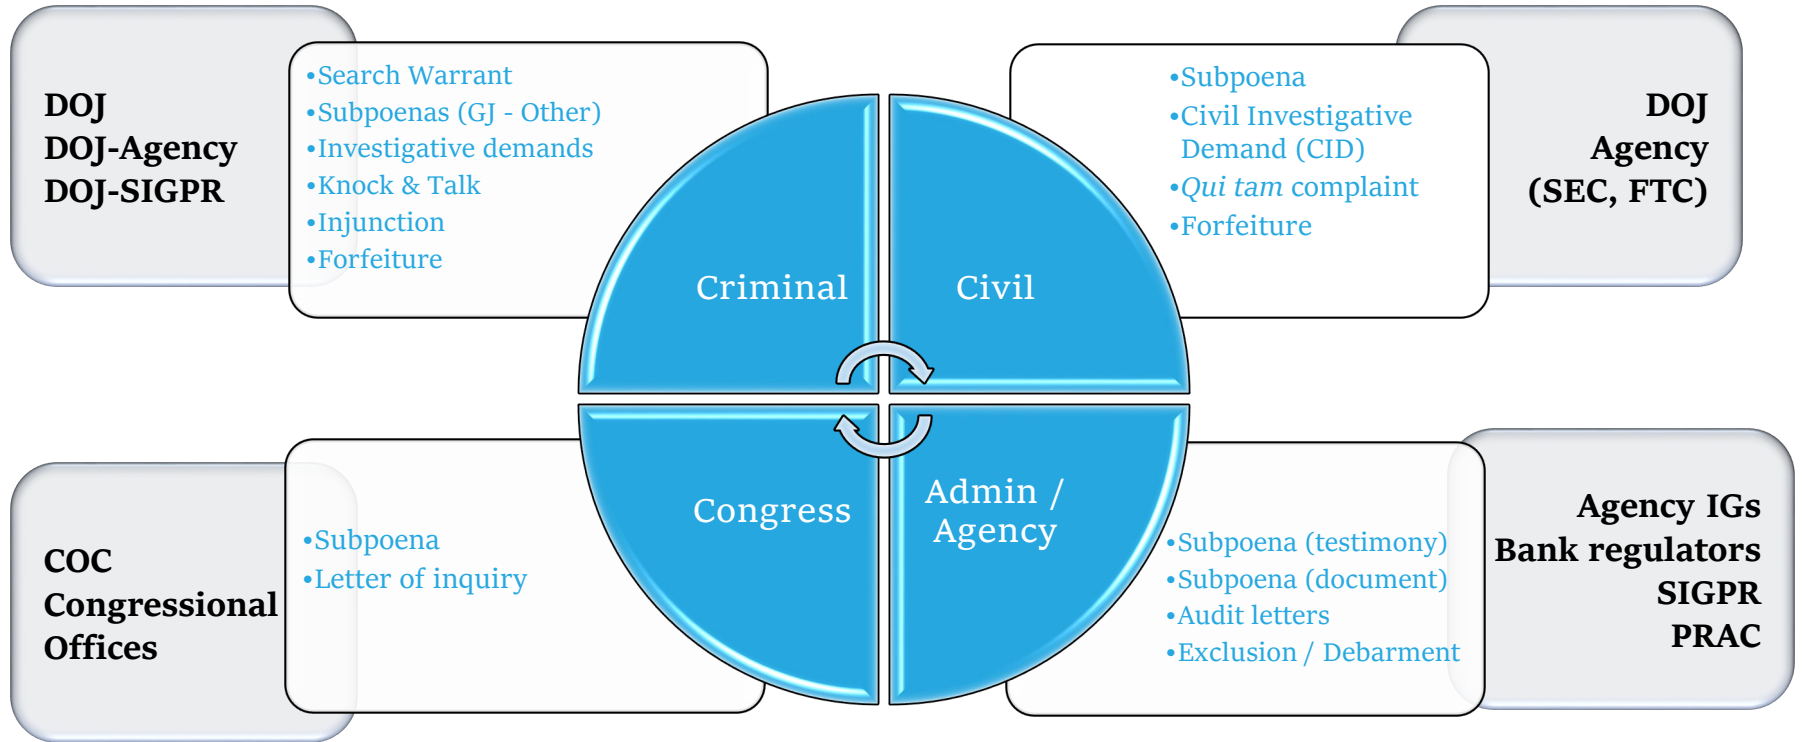 DOJ
DOJ-Agency
DOJ-SIGPR
•Search Warrant
•Subpoenas (GJ - Other)
•Investigative demands
•Knock & Talk
•Injunction
•Forfeiture
Criminal
Civil
•Subpoena
•Civil Investigative
Demand (CID)
•Qui tam complaint
•Forfeiture
DOJ
Agency
(SEC, FTC)
COC
Congressional
Offices
•Subpoena
•Letter of inquiry
Congress
Admin /
Agency
•Subpoena (testimony)
•Subpoena (document)
•Audit letters
•Exclusion / Debarment
Agency IGs
Bank regulators
SIGPR
PRAC